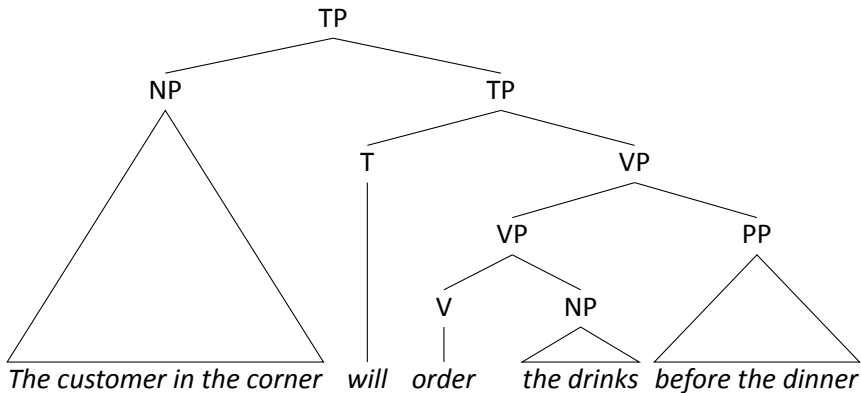 TP
NP TP
T VP
VP PP
V NP
The customer in the corner will order the drinks before the dinner